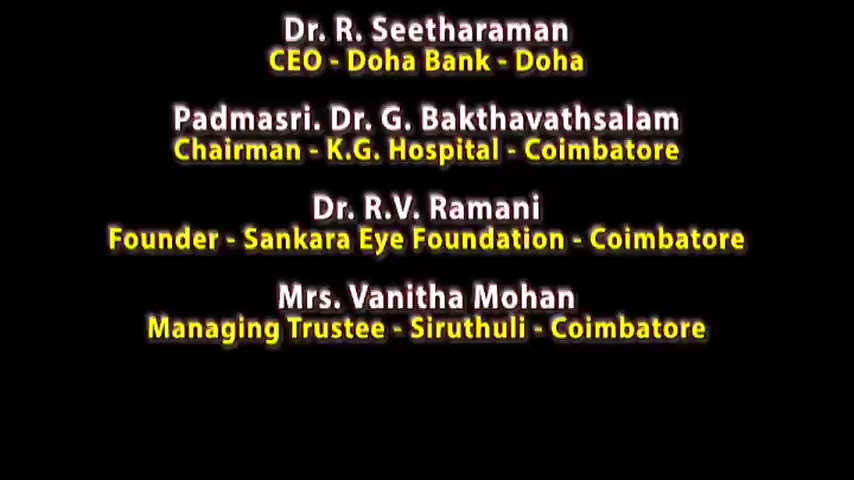 Dr. R. Seetharaman
CEO - Doha Bank - Doha
Padmasri. Dr. G. Bakthavathsalam
Chairman - K.G. Hospital - Coimbatore
Dr. R.V. Ramani
Founder - Sankara Eye Foundation - Coimbatore
Mrs. Vanitha Mohan
Managing Trustee - Siruthuli - Coimbatore